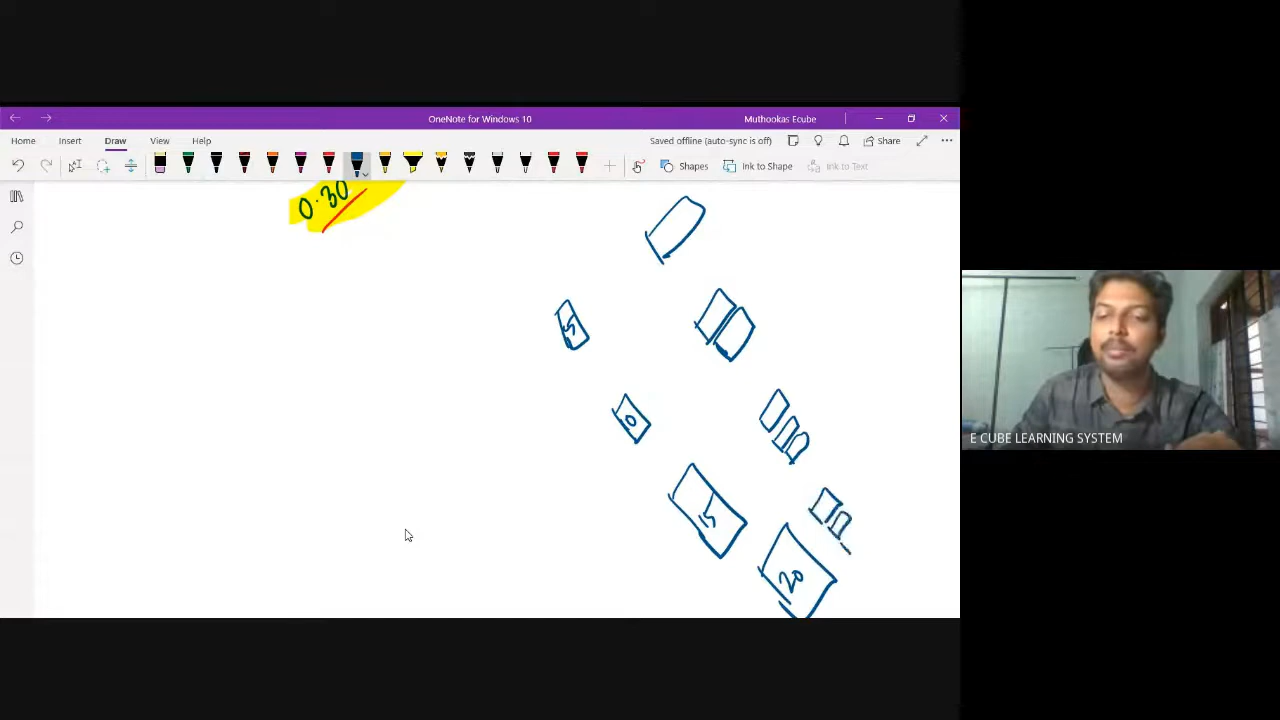 OneNote for Windows 10
Muthookas Ecube
Home Insert Draw View Help
Saved offline (auto-sync is off)
Share
Shapes
Ink to Shape
Ink to Text
0.30
5
0
15
20
E CUBE LEARNING SYSTEM